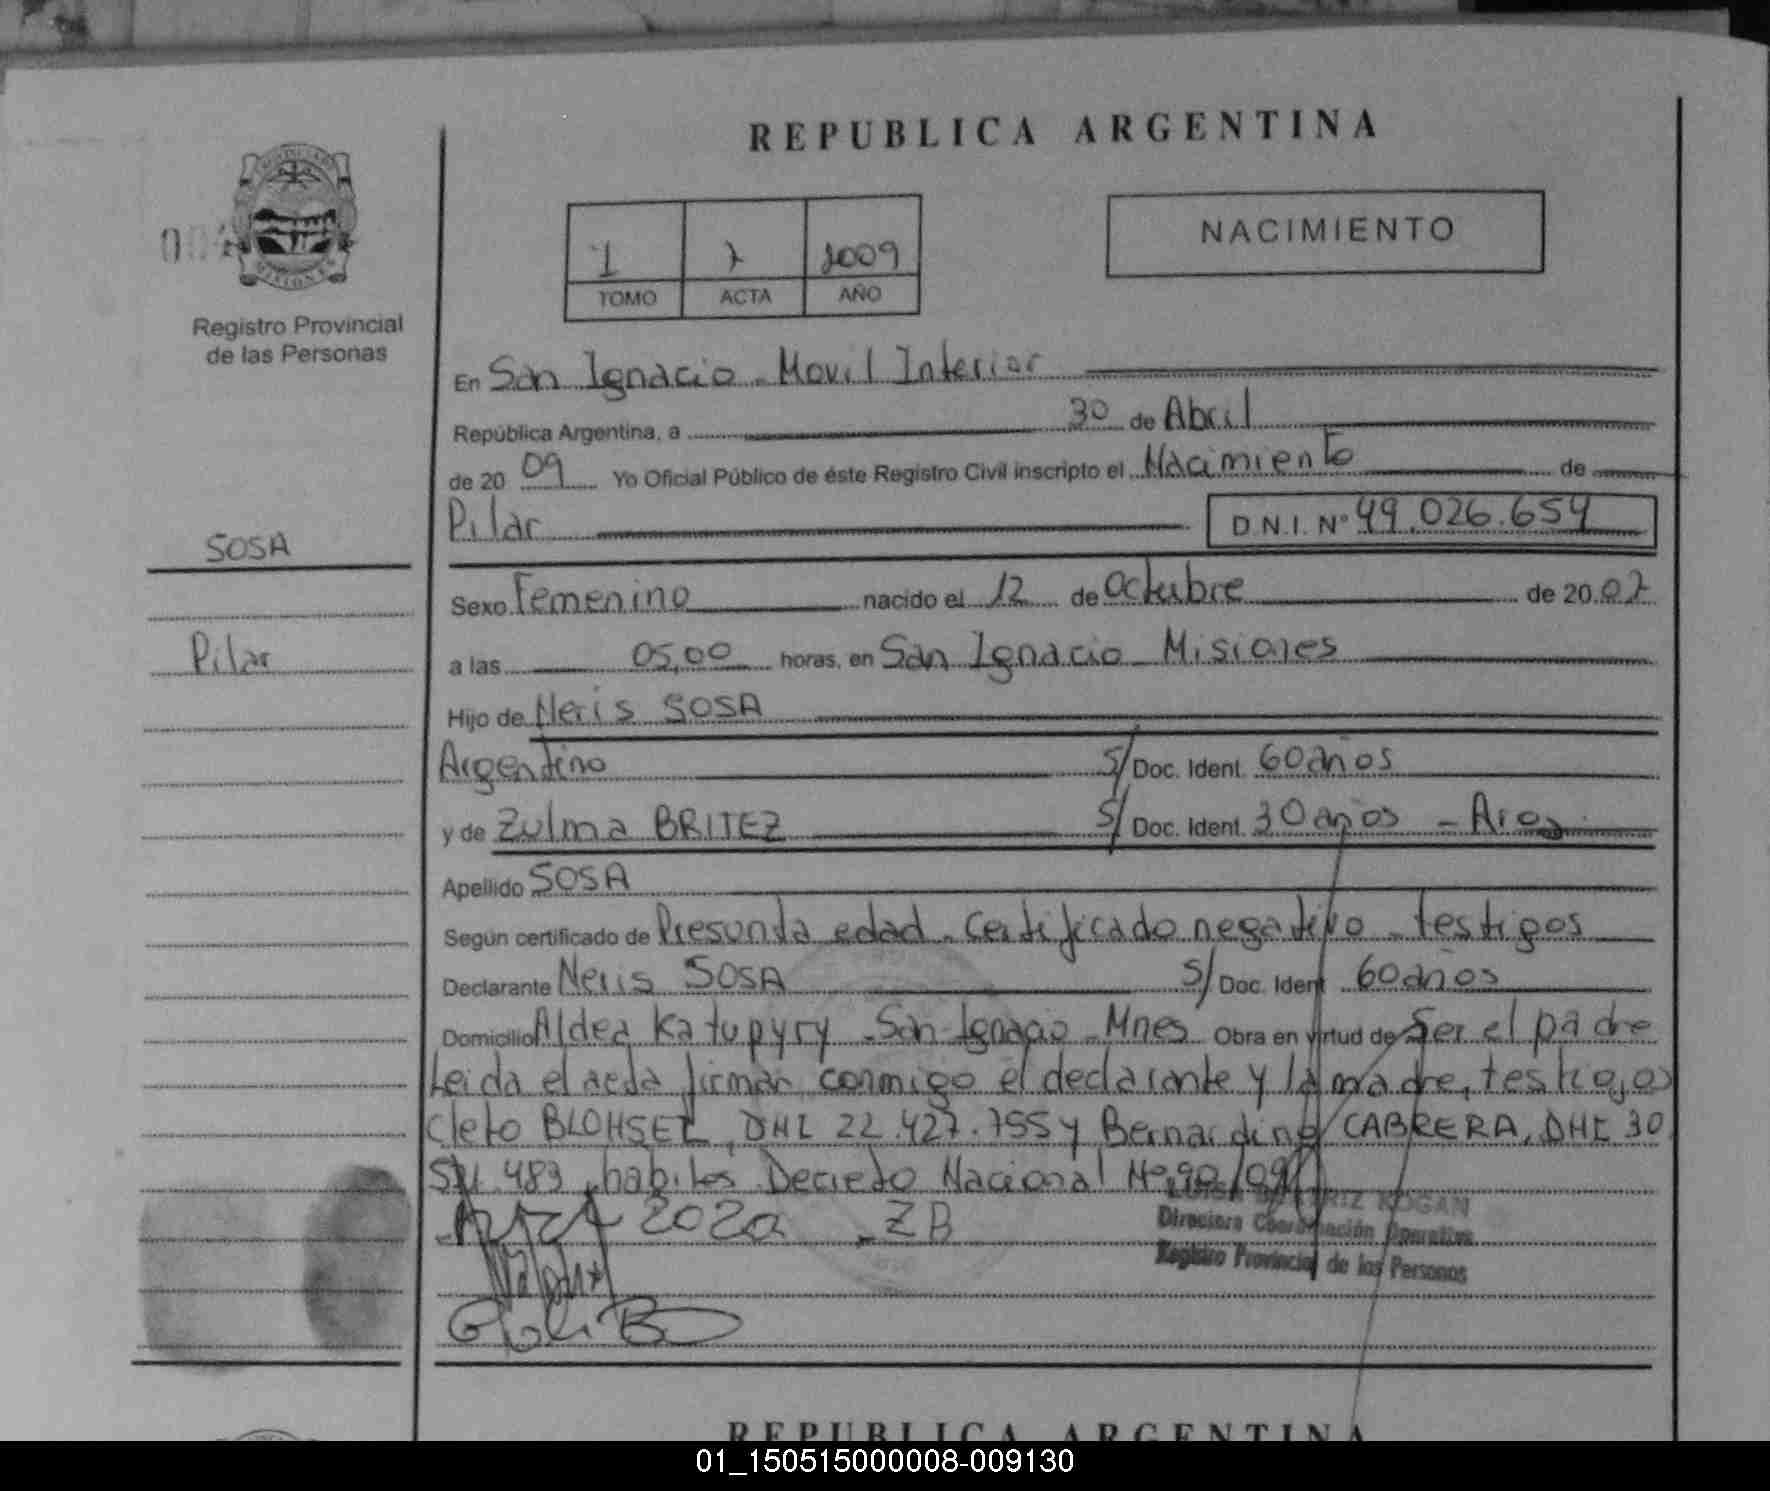 REPUBLICA ARGENTINA
NACIMIENTO
1 7 2009
TOMO ACTA AÑO
Registro Provincial
de las Personas
En San Ignacio - Movil Interior
República Argentina, a 30 de Abril
de 20 09 Yo Oficial Público de éste Registro Civil inscripto el Nacimiento de
Pilar D.N.I. Nº 49.026.654
SOSA
Sexo Femenino nacido el 12 de Octubre de 20 07
Pilar
a las 05,00 horas, en San Ignacio Misiones
Hijo de Neris SOSA
Argentino S/ Doc. Ident. 60 años
y de Zulma BRITEZ S/ Doc. Ident. 30 años -
Apellido SOSA
Según certificado de Presunta edad - Certificado negativo - testigos
Declarante Neris SOSA S/ Doc. Ident. 60 años
Domicilio Aldea Katupyry - San Ignacio - Mnes Obra en virtud de Ser el padre
Leida el acta firman conmigo el declarante y la madre, testigos
Cleto DNI 22.427.755 y Bernardino CABRERA, DNI 30
483 habiles Decreto Nacional Nº 90/09
ZB
LUISA BEATRIZ KOGAN
Directora Coordinación Operativa
Registro Provincial de las Personas
REPUBLICA ARGENTINA
01_150515000008-009130